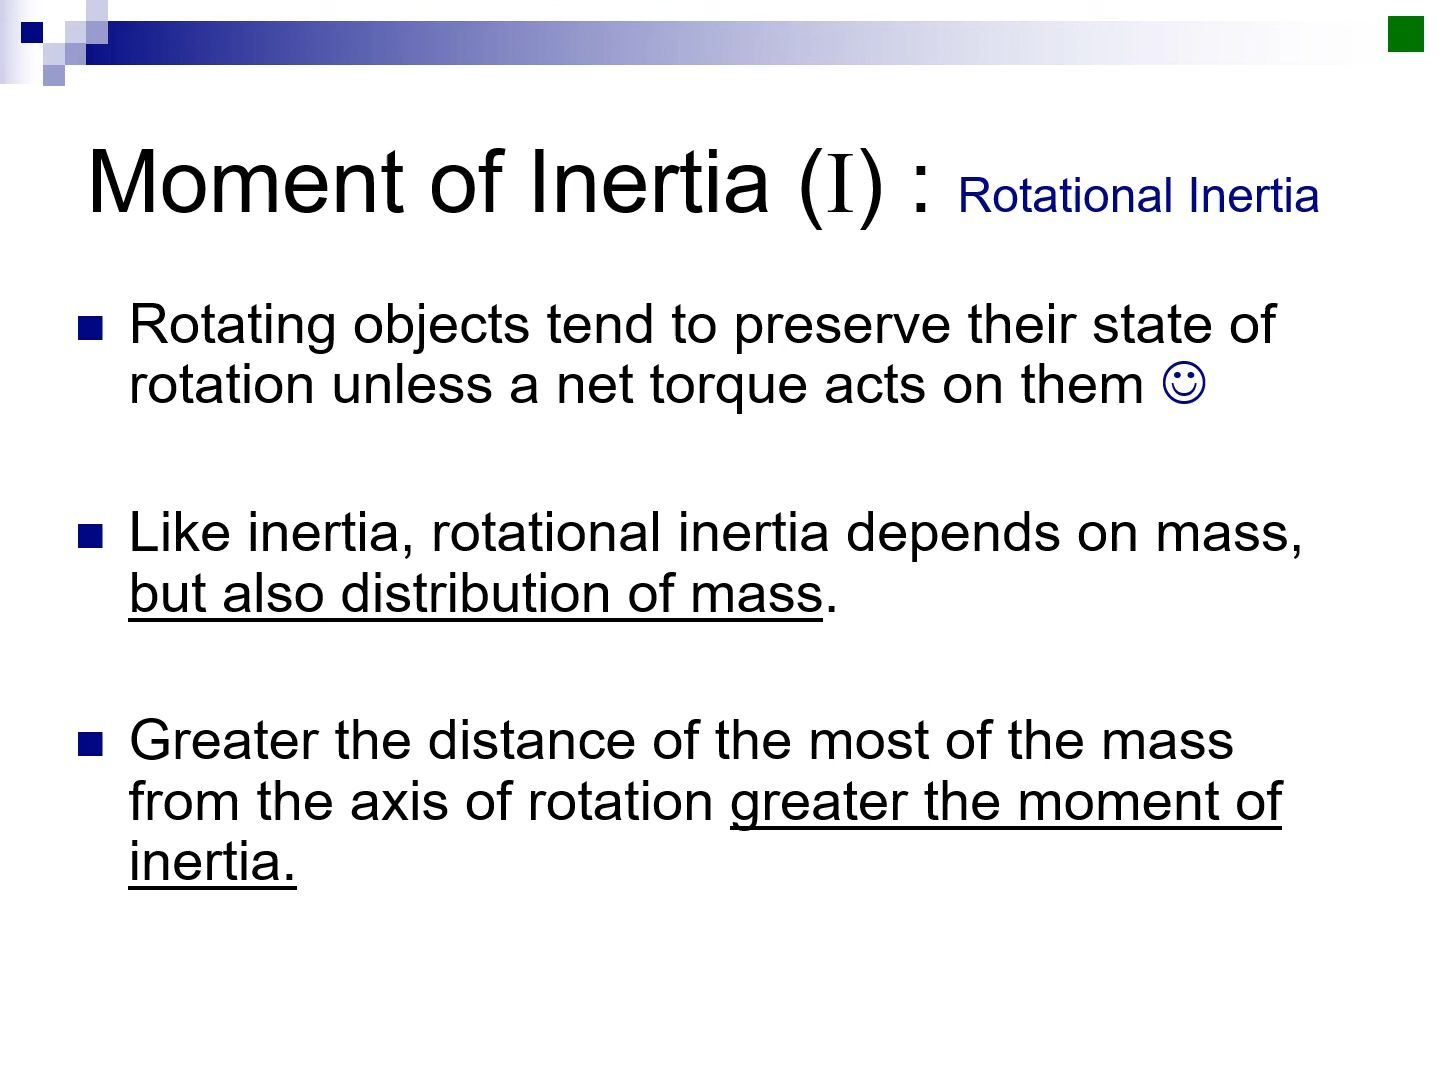 Moment of Inertia (I) : Rotational Inertia
Rotating objects tend to preserve their state of
rotation unless a net torque acts on them ☺
Like inertia, rotational inertia depends on mass,
but also distribution of mass.
Greater the distance of the most of the mass
from the axis of rotation greater the moment of
inertia.